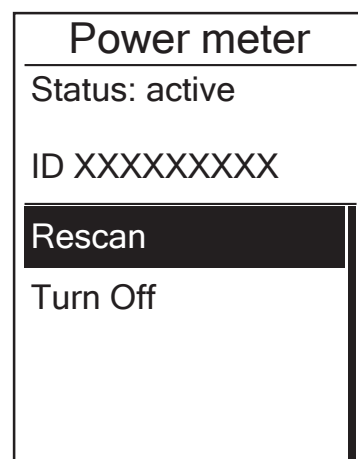 Power meter
Status: active
ID XXXXXXXXX
Rescan
Turn Off